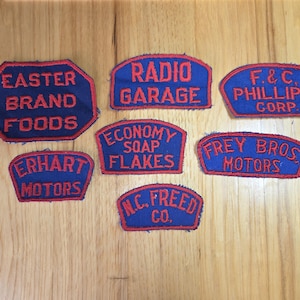 EASTER
BRAND
FOODS
RADIO
GARAGE
F. & C.
PHILLIP
CORP
ECONOMY
SOAP
FLAKES
FREY BROS.
MOTORS
ERHART
MOTORS
N.C. FREED
CO.